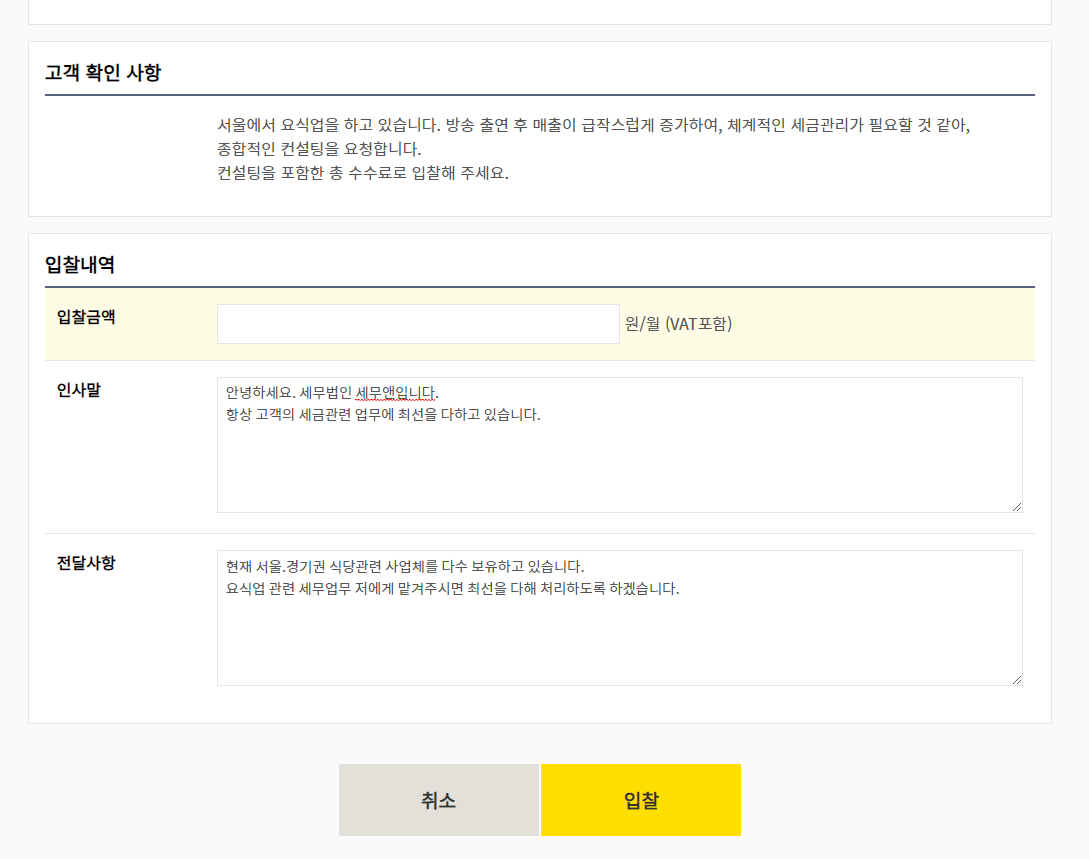 고객 확인 사항
서울에서 요식업을 하고 있습니다. 방송 출연 후 매출이 급작스럽게 증가하여, 체계적인 세금관리가 필요할 것 같아,
종합적인 컨설팅을 요청합니다.
컨설팅을 포함한 총 수수료로 입찰해 주세요.
입찰내역
입찰금액
원/월 (VAT포함)
인사말
안녕하세요. 세무법인 세무앤입니다.
항상 고객의 세금관련 업무에 최선을 다하고 있습니다.
전달사항
현재 서울.경기권 식당관련 사업체를 다수 보유하고 있습니다.
요식업 관련 세무업무 저에게 맡겨주시면 최선을 다해 처리하도록 하겠습니다.
취소
입찰